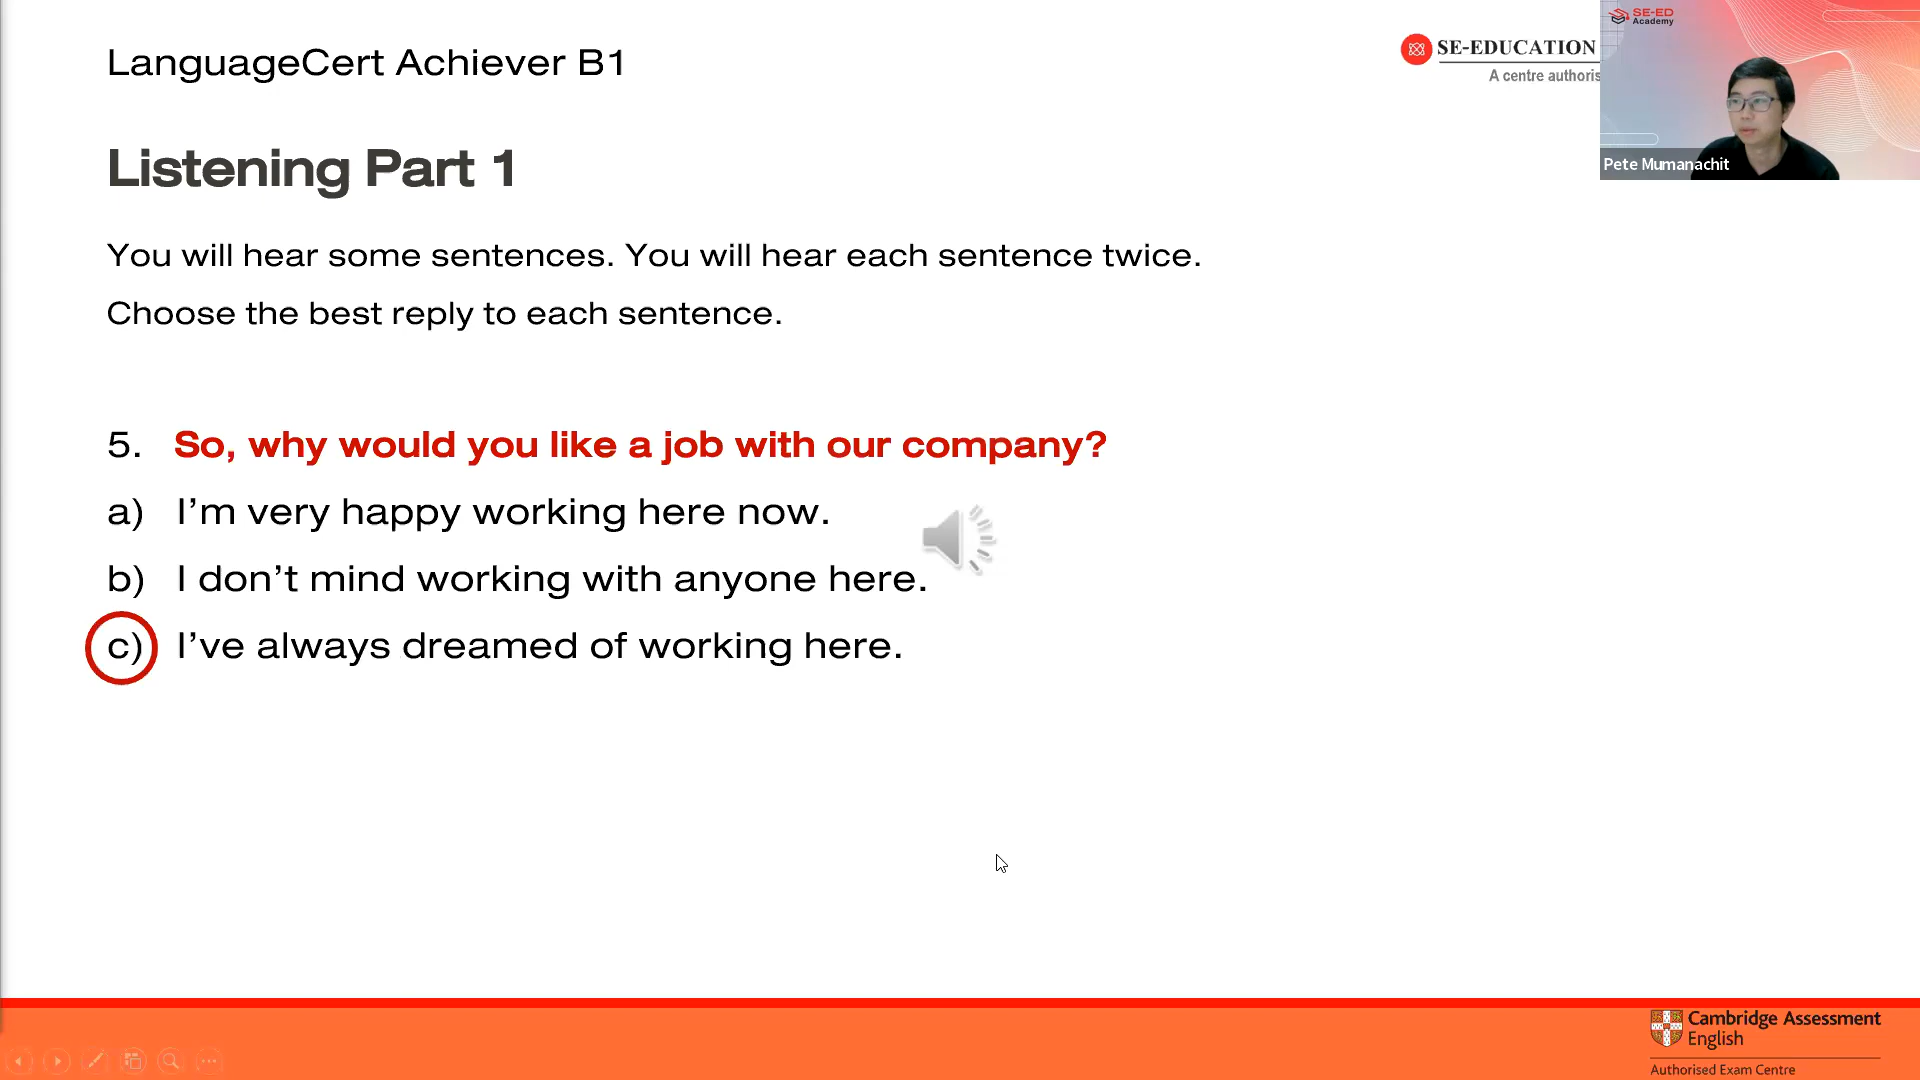 LanguageCert Achiever B1
SE-EDUCATION
A centre authoris
SE-ED
Academy
Pete Mumanachit
Listening Part 1
You will hear some sentences. You will hear each sentence twice.
Choose the best reply to each sentence.
5. So, why would you like a job with our company?
a) I’m very happy working here now.
b) I don’t mind working with anyone here.
c) I’ve always dreamed of working here.
Cambridge Assessment
English
Authorised Exam Centre